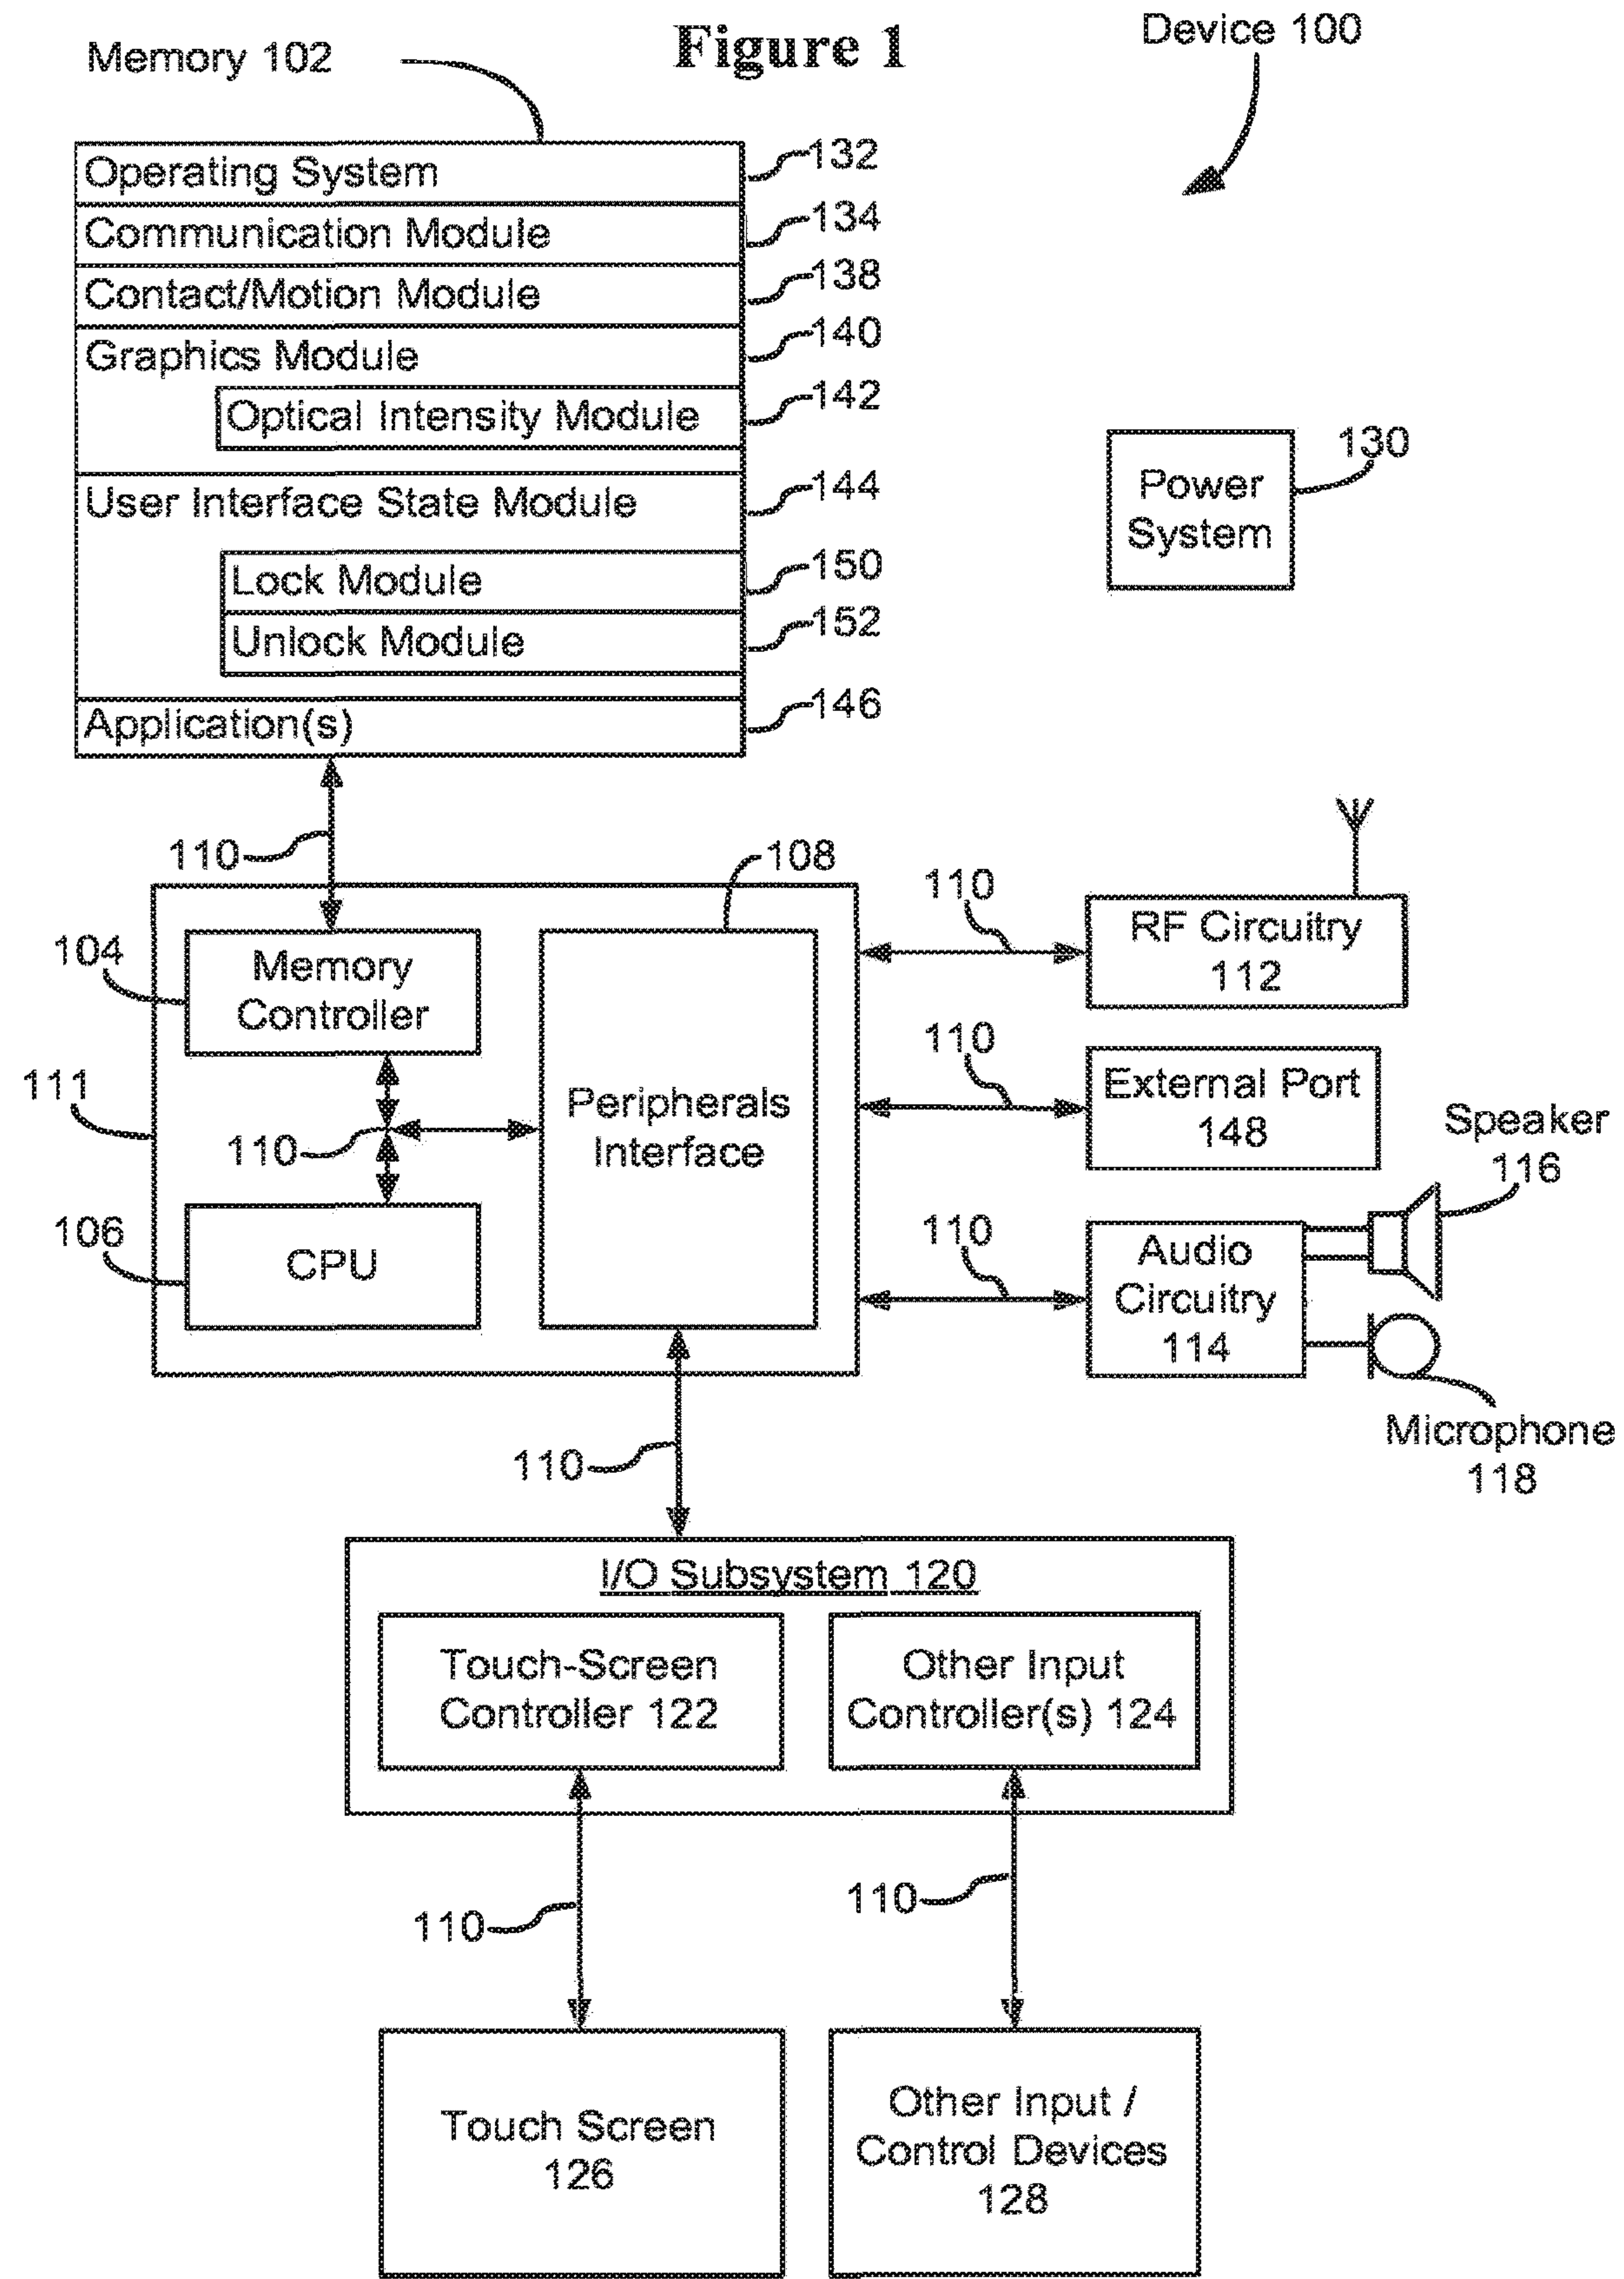 Figure 1
Device 100
Memory 102
Operating System
132
Communication Module
134
Contact/Motion Module
138
Graphics Module
140
Optical Intensity Module
142
User Interface State Module
144
Lock Module
150
Unlock Module
152
Application(s)
146
Power
System
130
110
108
104
Memory
Controller
111
110
106
CPU
Peripherals
Interface
110
RF Circuitry
112
110
External Port
148
110
Audio
Circuitry
114
Speaker
116
Microphone
118
110
I/O Subsystem 120
Touch-Screen
Controller 122
Other Input
Controller(s) 124
110
110
Touch Screen
126
Other Input /
Control Devices
128